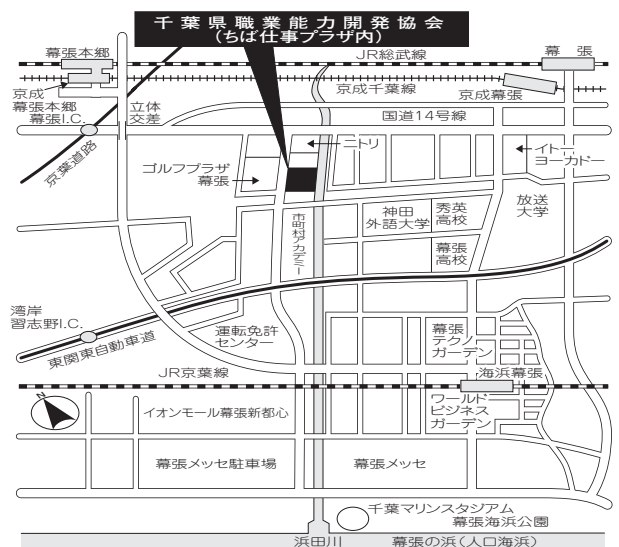 千葉県職業能力開発協会
(ちば仕事プラザ内)
幕張本郷
JR総武線
幕張
京成
幕張本郷
京成千葉線
京成幕張
幕張I.C.
立体
交差
国道14号線
京葉道路
ニトリ
ゴルフプラザ
幕張
イトー
ヨーカドー
市町村アカデミー
神田
外語大学
秀英
高校
放送
大学
幕張
高校
湾岸
習志野I.C.
東関東自動車道
運転免許
センター
幕張
テクノ
ガーデン
JR京葉線
海浜幕張
N
イオンモール幕張新都心
ワールド
ビジネス
ガーデン
幕張メッセ駐車場
幕張メッセ
千葉マリンスタジアム
幕張海浜公園
浜田川
幕張の浜(人口海浜)